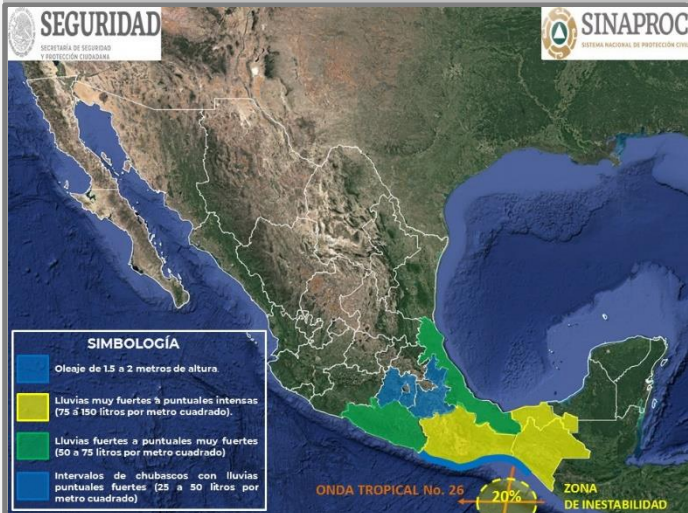 SEGURIDAD
SECRETARÍA DE SEGURIDAD
Y PROTECCIÓN CIUDADANA
SINAPROC
SISTEMA NACIONAL DE PROTECCIÓN CIVIL
SIMBOLOGÍA
Oleaje de 1.5 a 2 metros de altura
Lluvias muy fuertes a puntuales intensas
(75 a 150 litros por metro cuadrado).
Lluvias fuertes a puntuales muy fuertes
(50 a 75 litros por metro cuadrado)
Intervalos de chubascos con lluvias
puntuales fuertes (25 a 50 litros por
metro cuadrado)
ONDA TROPICAL No. 26
20%
ZONA
DE INESTABILIDAD